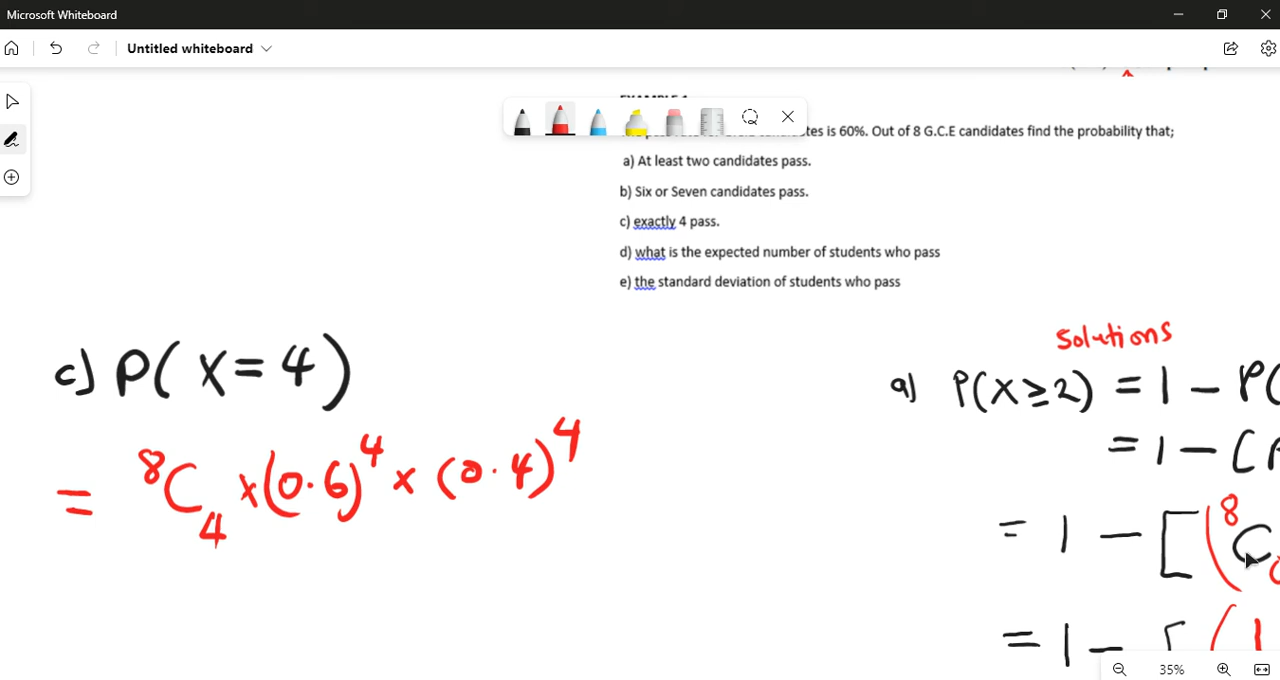 Microsoft Whiteboard
Untitled whiteboard
tes is 60%. Out of 8 G.C.E candidates find the probability that;
a) At least two candidates pass.
b) Six or Seven candidates pass.
c) exactly 4 pass.
d) what is the expected number of students who pass
e) the standard deviation of students who pass
c) P(X=4)
= ⁸C₄ ×(0.6)⁴ × (0.4)⁴
Solutions
a) P(X≥2) = 1 - P(
= 1 - (
= 1 - [(⁸C
= 1 - [(1
35%